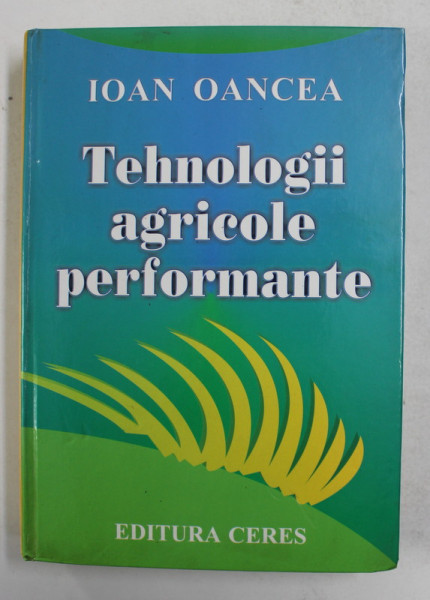 IOAN OANCEA
Tehnologii
agricole
performante
EDITURA CERES